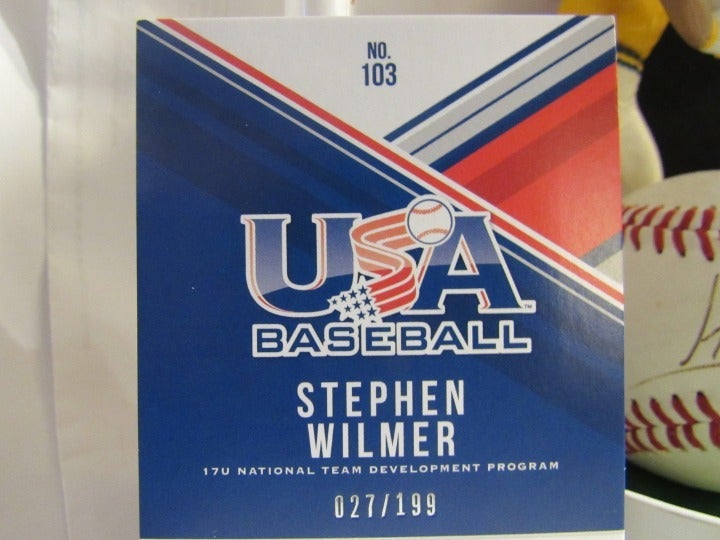 NO.
103
USA
BASEBALL
STEPHEN
WILMER
17U NATIONAL TEAM DEVELOPMENT PROGRAM
027/199